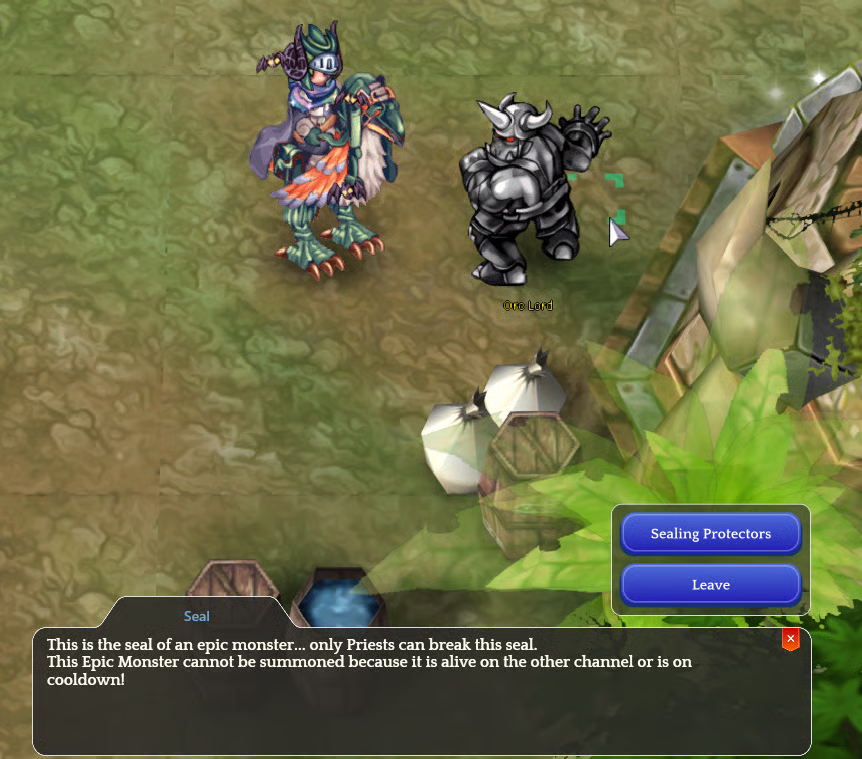 Orc Lord
Sealing Protectors
Leave
Seal
This is the seal of an epic monster... only Priests can break this seal.
This Epic Monster cannot be summoned because it is alive on the other channel or is on
cooldown!